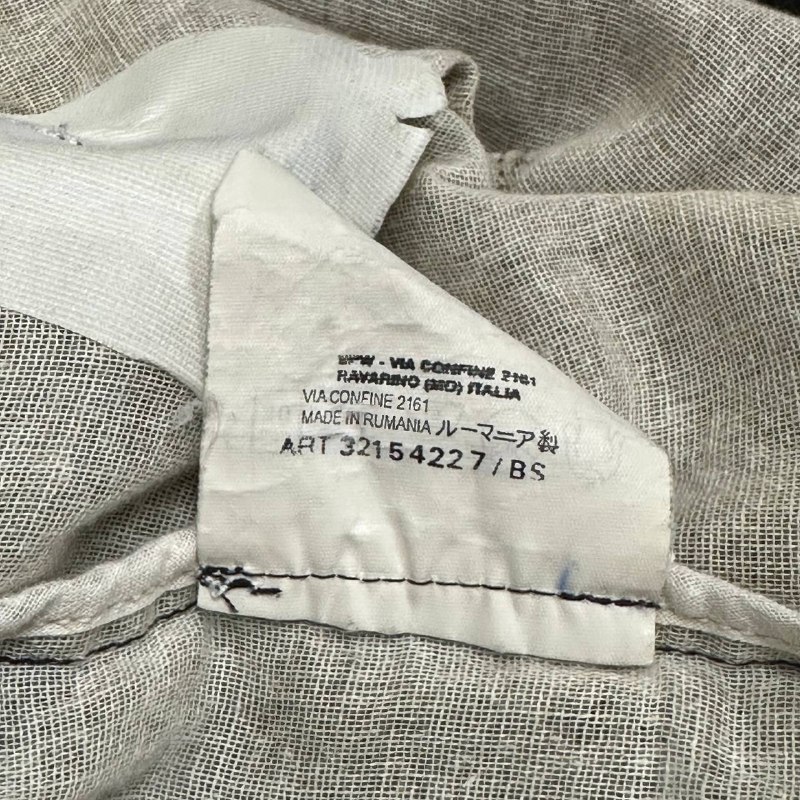 SPW - VIA CONFINE 2161
RAVARINO (MO) ITALIA
VIA CONFINE 2161
MADE IN RUMANIA ルーマニア製
ART 32154227/BS